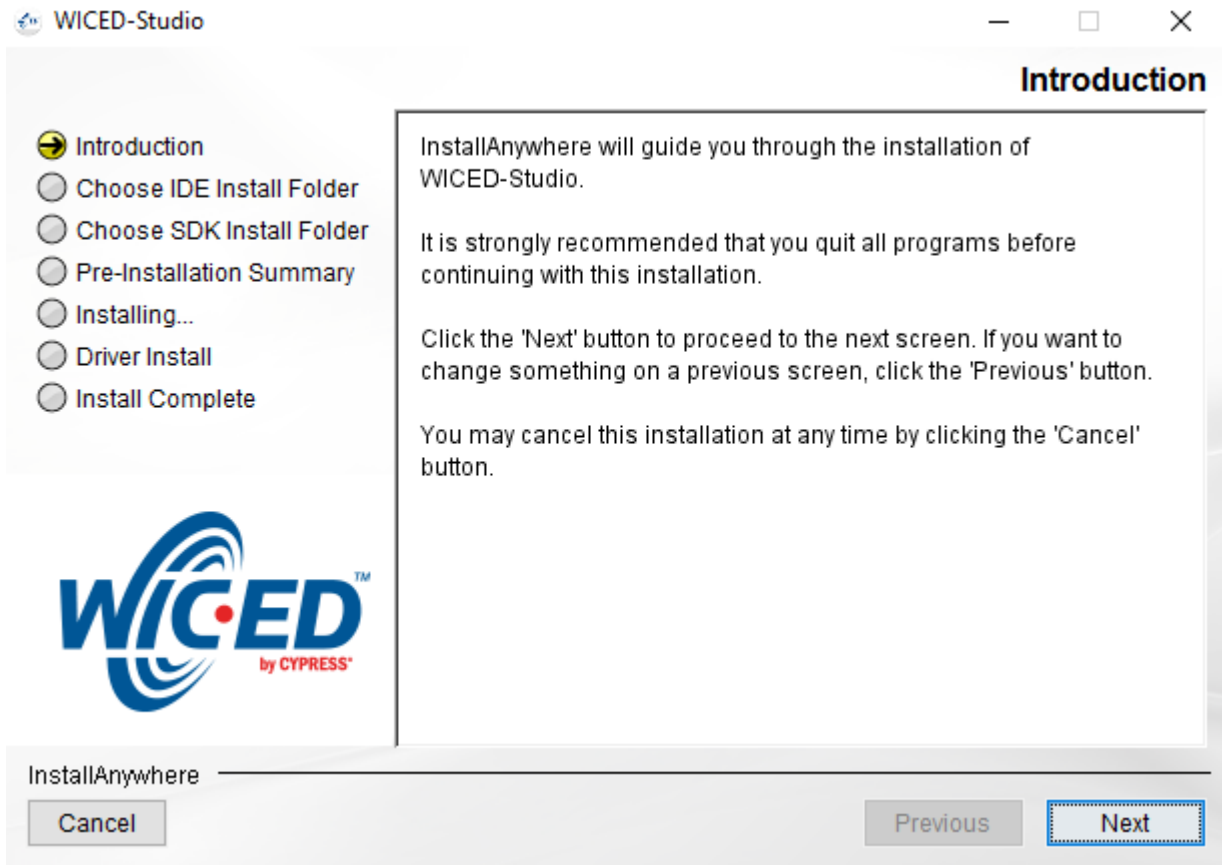 WICED-Studio
Introduction
Introduction
Choose IDE Install Folder
Choose SDK Install Folder
Pre-Installation Summary
Installing...
Driver Install
Install Complete
InstallAnywhere will guide you through the installation of
WICED-Studio.
It is strongly recommended that you quit all programs before
continuing with this installation.
Click the 'Next' button to proceed to the next screen. If you want to
change something on a previous screen, click the 'Previous' button.
You may cancel this installation at any time by clicking the 'Cancel'
button.
WICED™
by CYPRESS®
InstallAnywhere
Cancel
Previous
Next